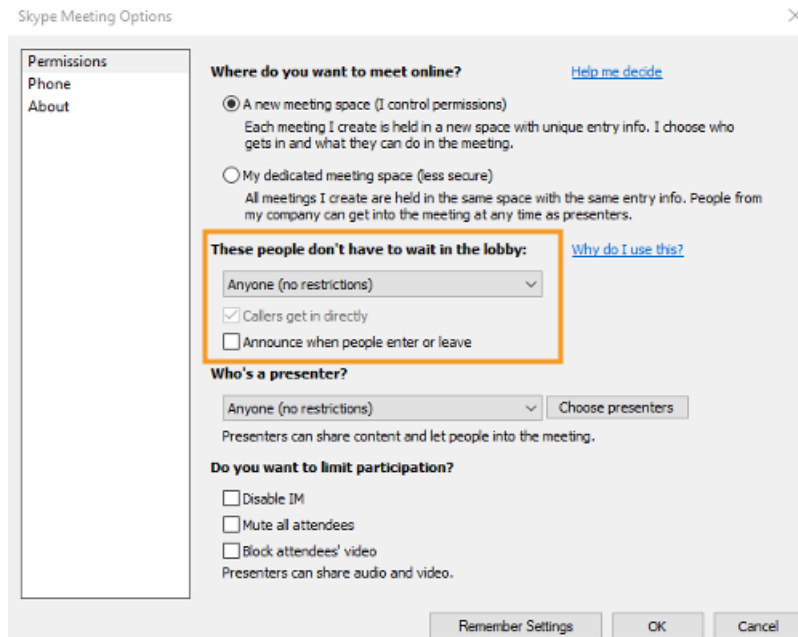 Skype Meeting Options
Permissions
Phone
About
Where do you want to meet online?
Help me decide
A new meeting space (I control permissions)
Each meeting I create is held in a new space with unique entry info. I choose who
gets in and what they can do in the meeting.
My dedicated meeting space (less secure)
All meetings I create are held in the same space with the same entry info. People from
my company can get into the meeting at any time as presenters.
These people don't have to wait in the lobby:
Why do I use this?
Anyone (no restrictions)
Callers get in directly
Announce when people enter or leave
Who's a presenter?
Anyone (no restrictions)
Choose presenters
Presenters can share content and let people into the meeting.
Do you want to limit participation?
Disable IM
Mute all attendees
Block attendees' video
Presenters can share audio and video.
Remember Settings
OK
Cancel